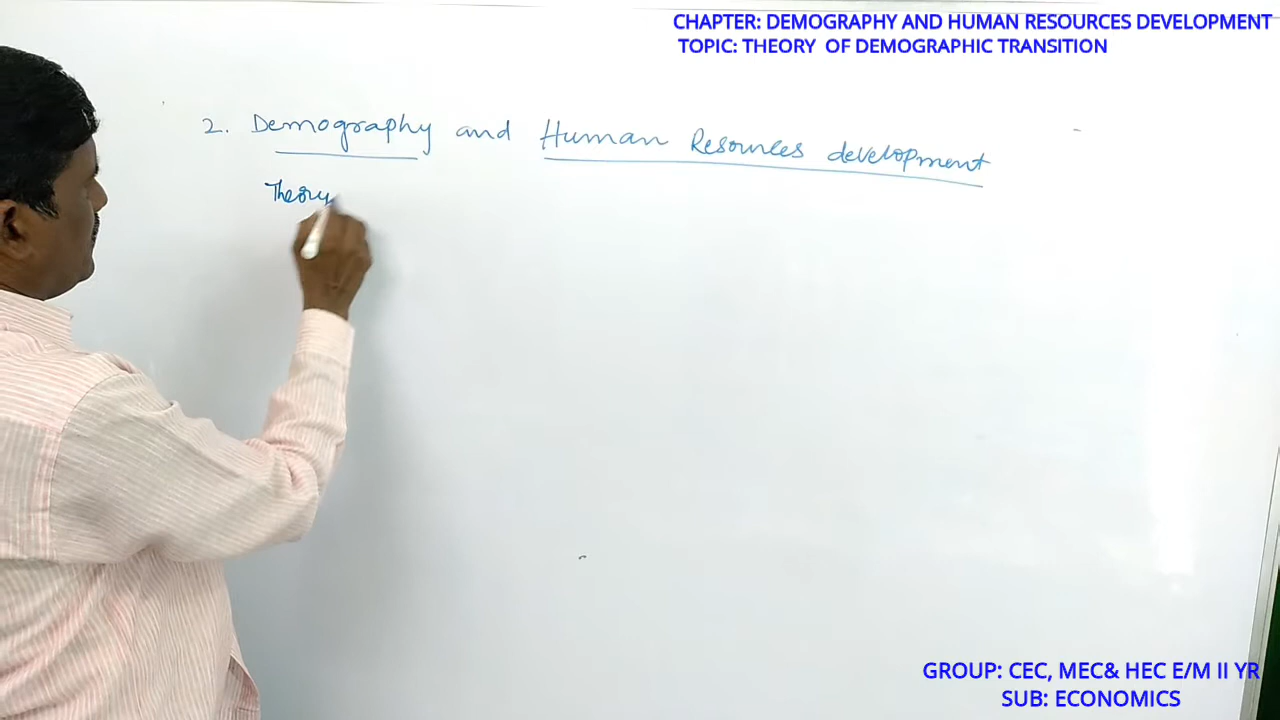 CHAPTER: DEMOGRAPHY AND HUMAN RESOURCES DEVELOPMENT
TOPIC: THEORY OF DEMOGRAPHIC TRANSITION
2. Demography and Human Resources development
Theory
GROUP: CEC, MEC& HEC E/M II YR
SUB: ECONOMICS